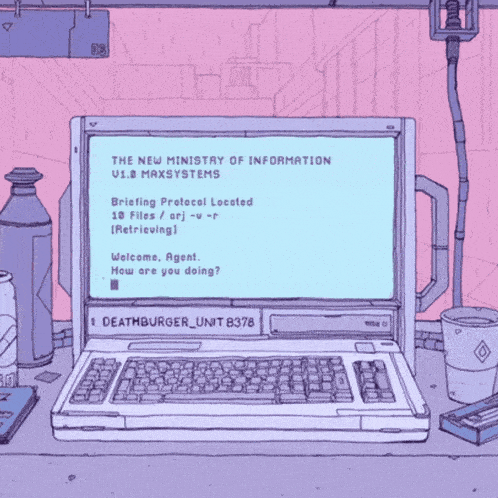 THE NEW MINISTRY OF INFORMATION
V1.0 MAXSYSTEMS
Briefing Protocol Located
10 Files / arj -v -r
[Retrieving]
Welcome, Agent.
How are you doing?
DEATHBURGER_UNIT B378